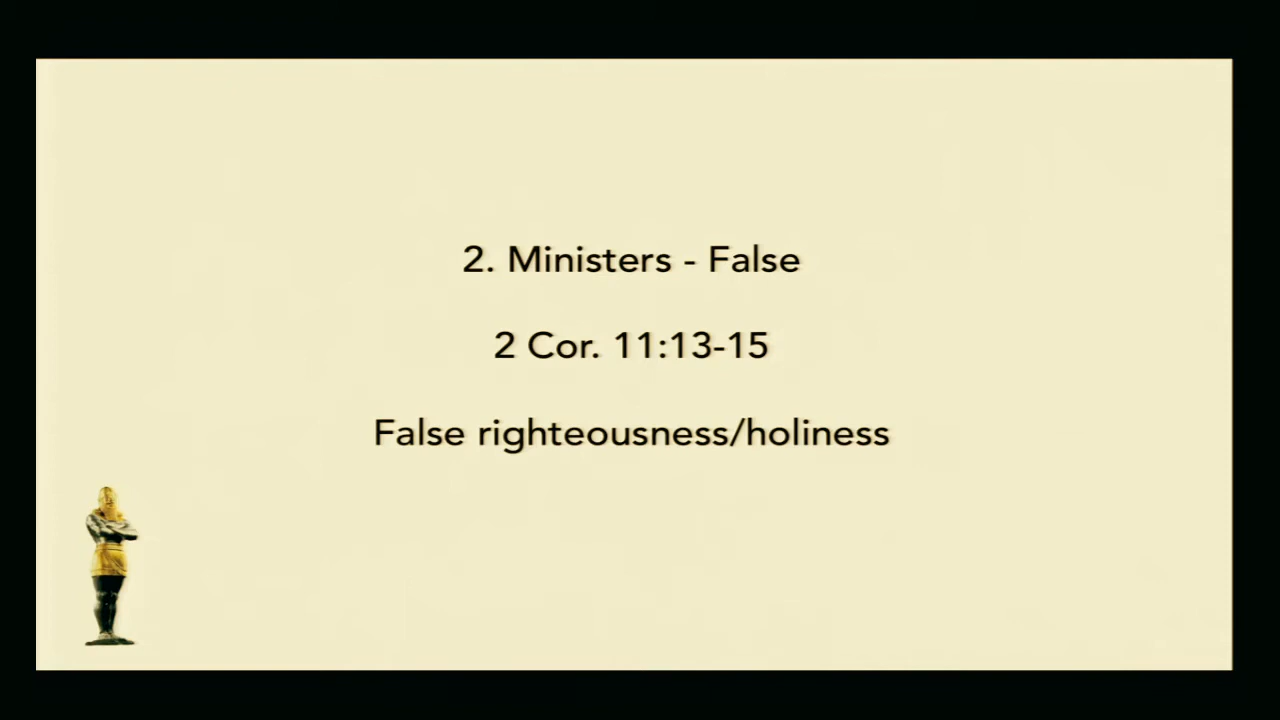 2. Ministers - False
2 Cor. 11:13-15
False righteousness/holiness